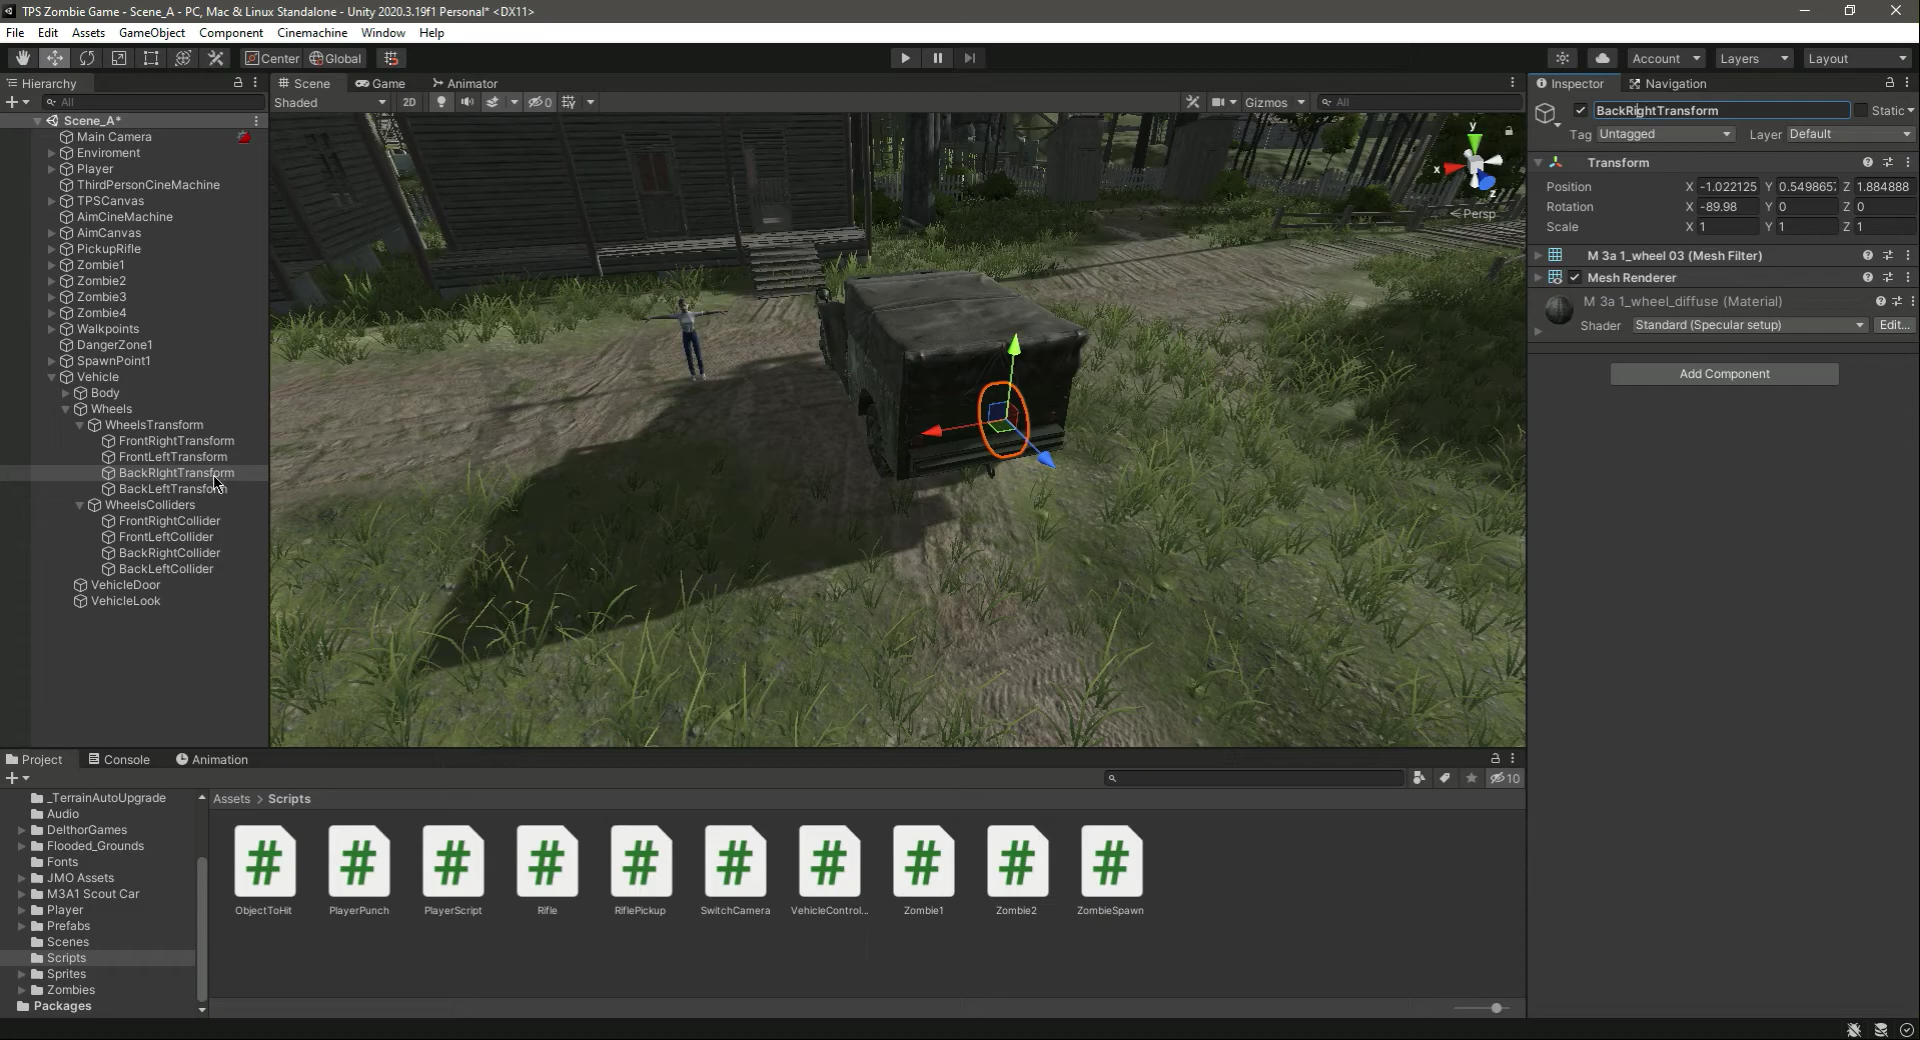 TPS Zombie Game - Scene_A - PC, Mac & Linux Standalone - Unity 2020.3.19f1 Personal* <DX11>
File Edit Assets GameObject Component Cinemachine Window Help
Center Global Account Layers Layout
Hierarchy
All
Scene_A*
Main Camera
Enviroment
Player
ThirdPersonCineMachine
TPSCanvas
AimCineMachine
AimCanvas
PickupRifle
Zombie1
Zombie2
Zombie3
Zombie4
Walkpoints
DangerZone1
SpawnPoint1
Vehicle
Body
Wheels
WheelsTransform
FrontRightTransform
FrontLeftTransform
BackRIghtTransform
BackLeftTransform
WheelsColliders
FrontRightCollider
FrontLeftCollider
BackRightCollider
BackLeftCollider
VehicleDoor
VehicleLook
Scene Game Animator
Shaded 2D 0 Gizmos All
y
x
z
Persp
Inspector Navigation
BackRightTransform Static
Tag Untagged Layer Default
Transform
Position X -1.022125 Y 0.549865 Z 1.884888
Rotation X -89.98 Y 0 Z 0
Scale X 1 Y 1 Z 1
M 3a 1_wheel 03 (Mesh Filter)
Mesh Renderer
M 3a 1_wheel_diffuse (Material)
Shader Standard (Specular setup) Edit...
Add Component
Project Console Animation
10
_TerrainAutoUpgrade
Audio
DelthorGames
Flooded_Grounds
Fonts
JMO Assets
M3A1 Scout Car
Player
Prefabs
Scenes
Scripts
Sprites
Zombies
Packages
Assets > Scripts
ObjectToHit PlayerPunch PlayerScript Rifle RiflePickup SwitchCamera VehicleControl... Zombie1 Zombie2 ZombieSpawn